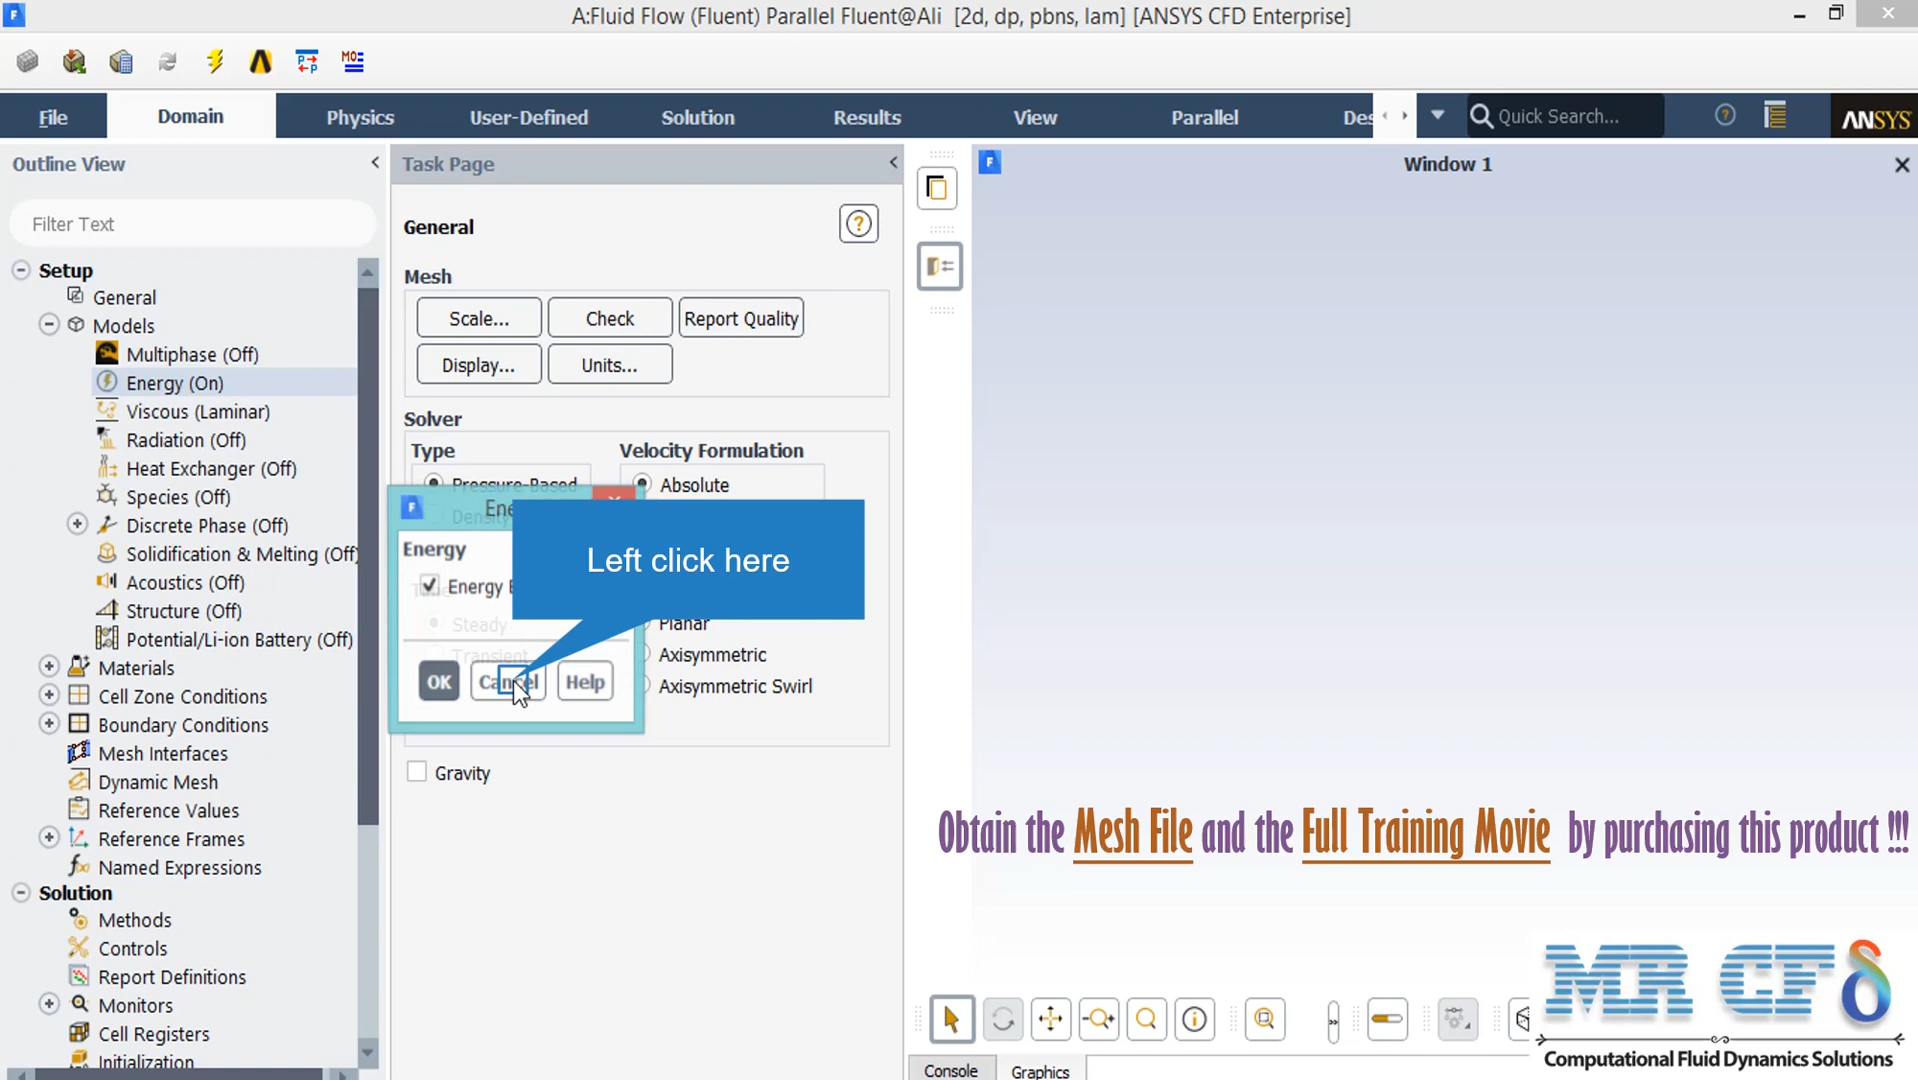 A:Fluid Flow (Fluent) Parallel Fluent@Ali [2d, dp, pbns, lam] [ANSYS CFD Enterprise]
File
Domain
Physics
User-Defined
Solution
Results
View
Parallel
Des
Quick Search...
ANSYS
Outline View
Filter Text
Setup
General
Models
Multiphase (Off)
Energy (On)
Viscous (Laminar)
Radiation (Off)
Heat Exchanger (Off)
Species (Off)
Discrete Phase (Off)
Solidification & Melting (Off)
Acoustics (Off)
Structure (Off)
Potential/Li-ion Battery (Off)
Materials
Cell Zone Conditions
Boundary Conditions
Mesh Interfaces
Dynamic Mesh
Reference Values
Reference Frames
Named Expressions
Solution
Methods
Controls
Report Definitions
Monitors
Cell Registers
Initialization
Task Page
General
Mesh
Scale...
Check
Report Quality
Display...
Units...
Solver
Type
Velocity Formulation
Pressure-Based
Absolute
Density
Ene
Energy
Energy E
Left click here
Steady
Planar
Transient
Axisymmetric
OK
Cancel
Help
Axisymmetric Swirl
Gravity
Window 1
Obtain the Mesh File and the Full Training Movie by purchasing this product !!!
MR CFδ
Computational Fluid Dynamics Solutions
Console
Graphics